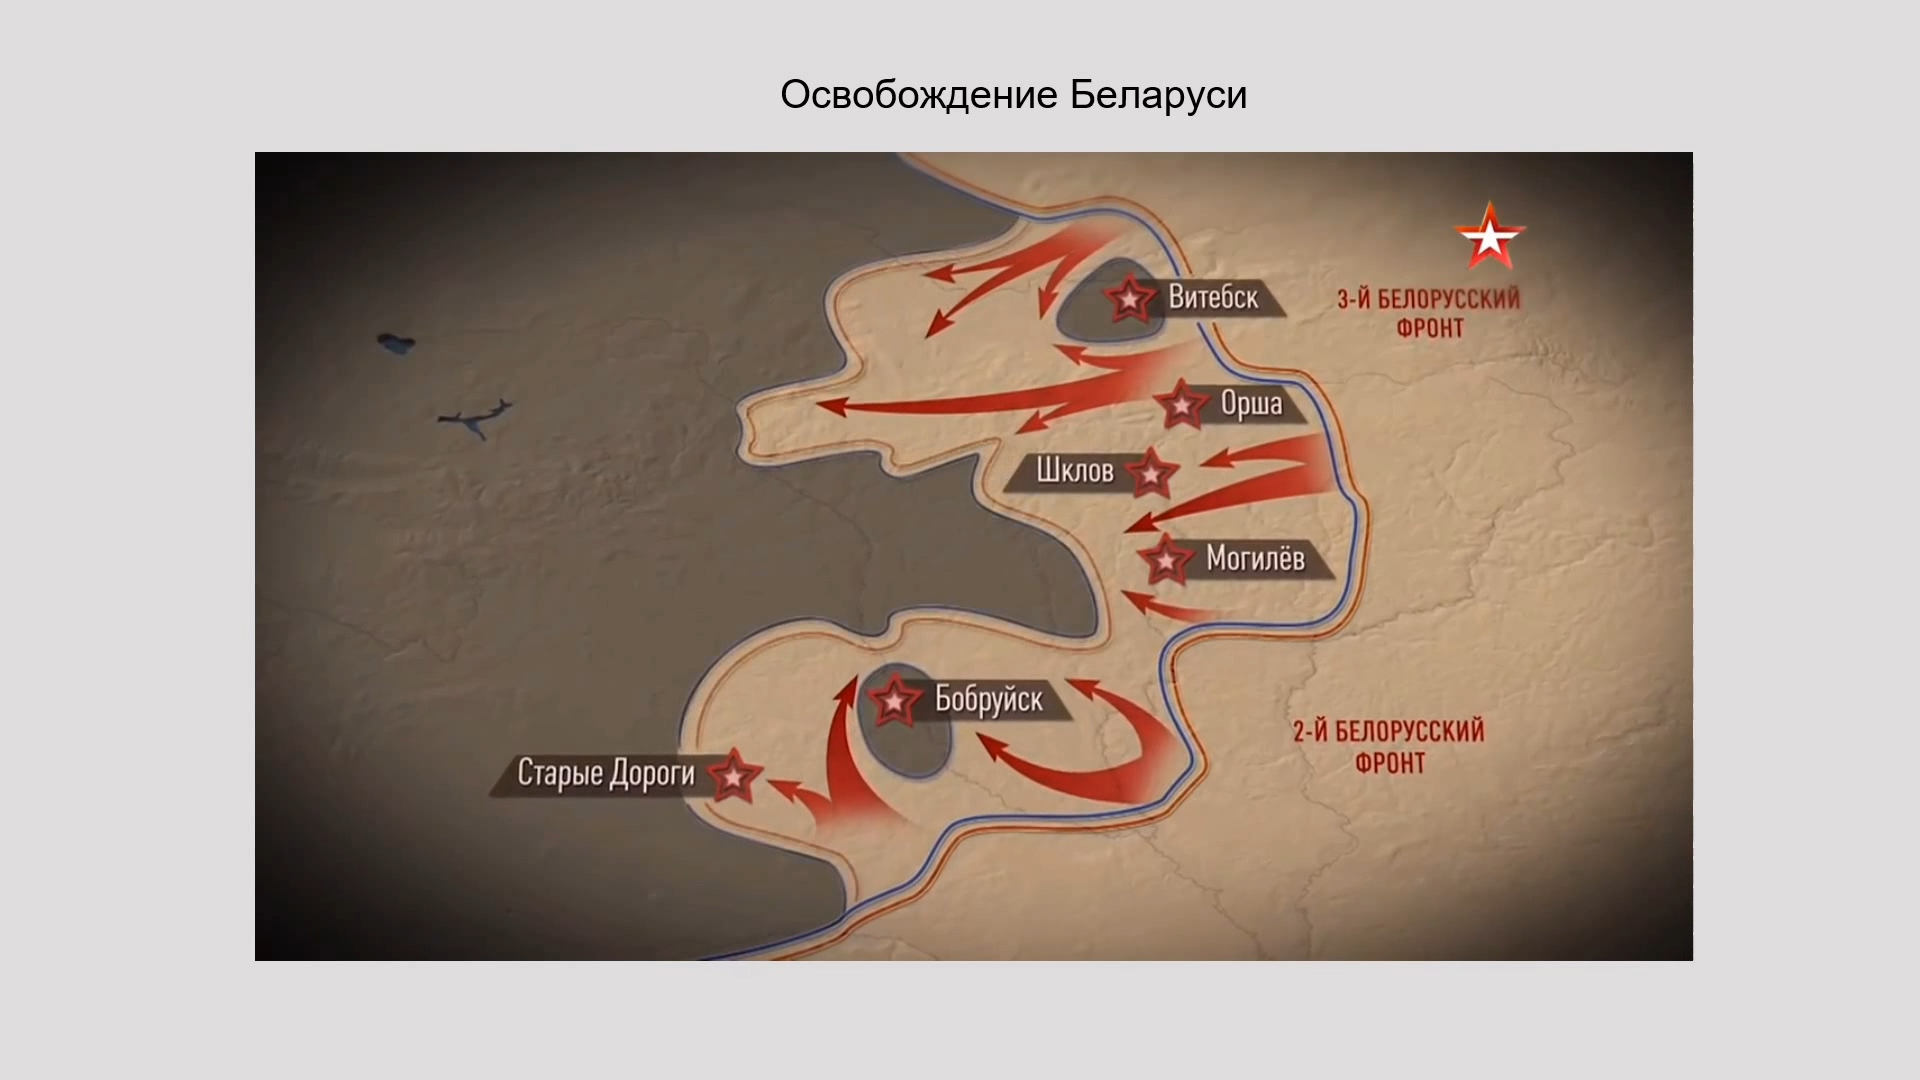 Освобождение Беларуси
Витебск
3-Й БЕЛОРУССКИЙ
ФРОНТ
Орша
Шклов
Могилёв
Бобруйск
2-Й БЕЛОРУССКИЙ
ФРОНТ
Старые Дороги